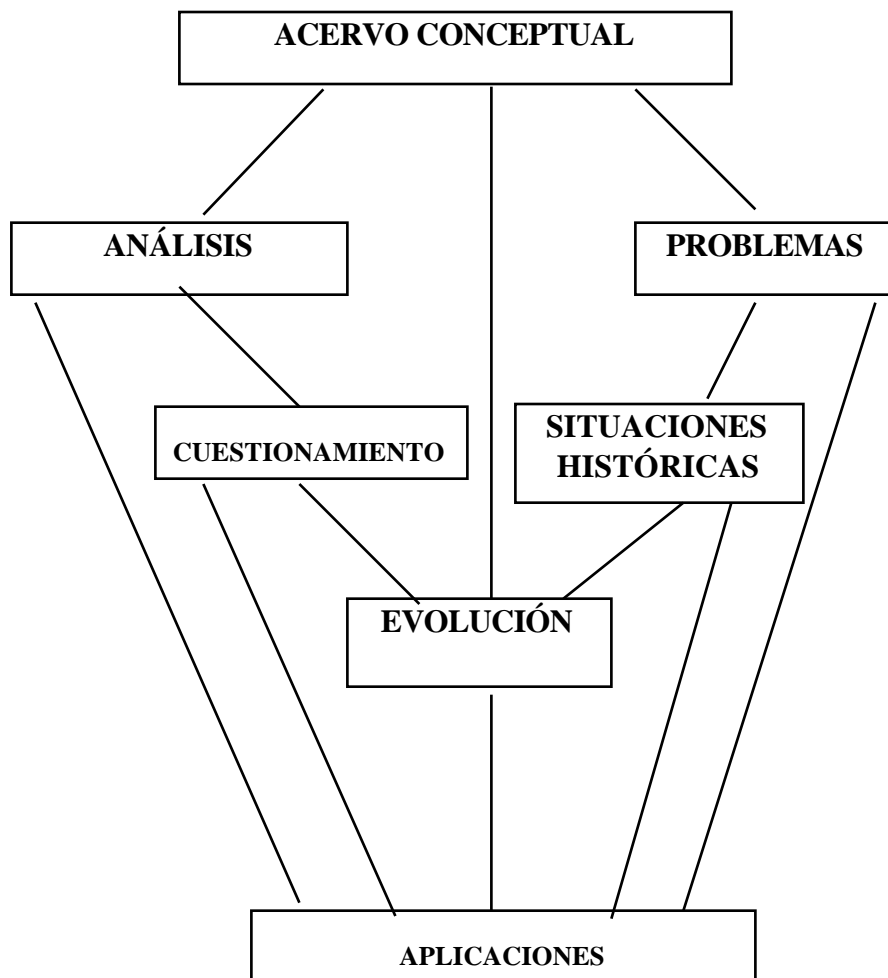 ACERVO CONCEPTUAL
ANÁLISIS
PROBLEMAS
CUESTIONAMIENTO
SITUACIONES
HISTÓRICAS
EVOLUCIÓN
APLICACIONES